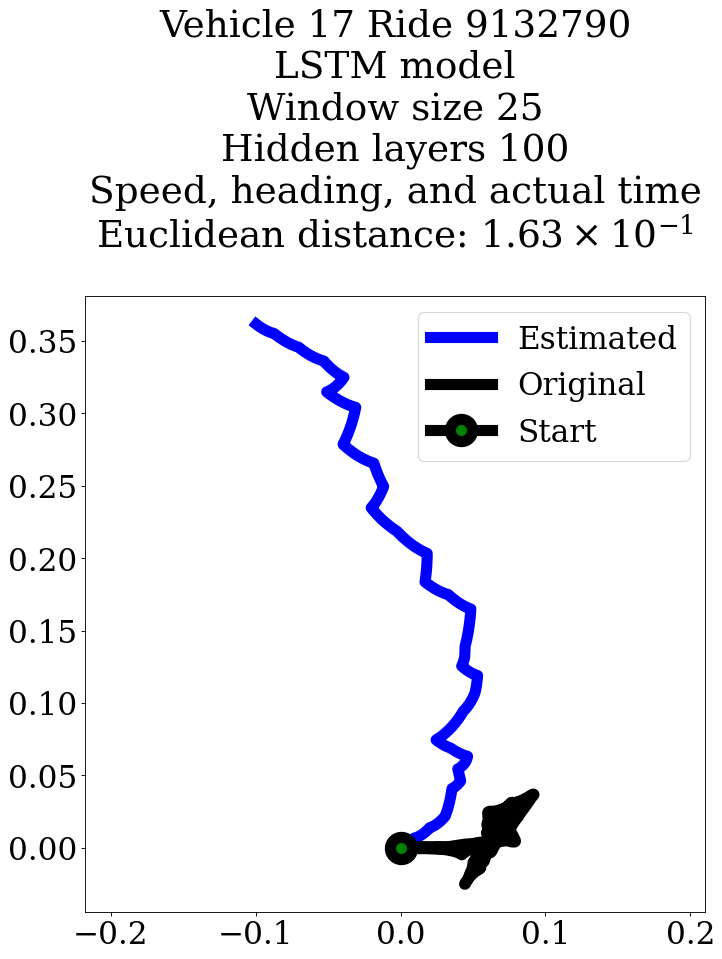 Vehicle 17 Ride 9132790
LSTM model
Window size 25
Hidden layers 100
Speed, heading, and actual time
Euclidean distance: 1.63 × 10⁻¹
Estimated
Original
Start
0.35
0.30
0.25
0.20
0.15
0.10
0.05
0.00
−0.2 −0.1 0.0 0.1 0.2